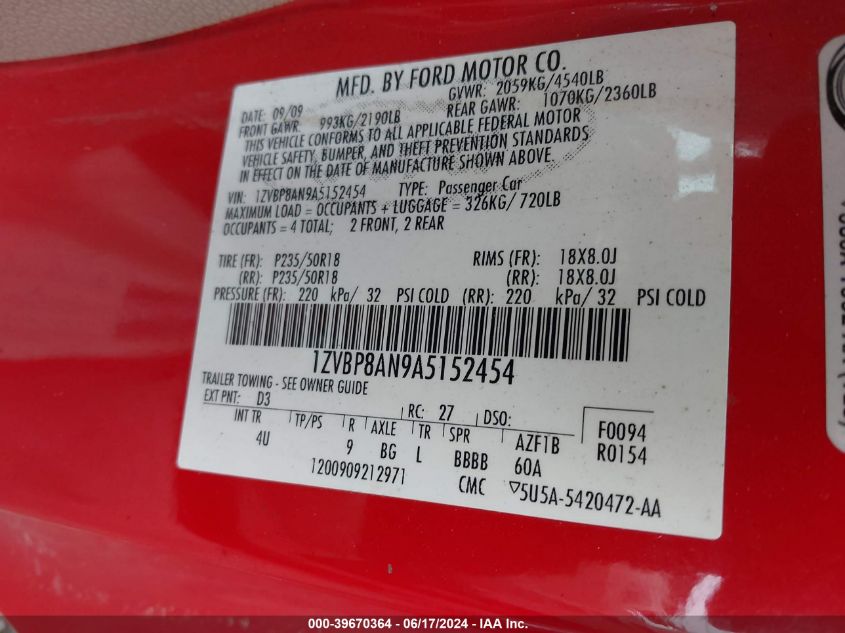 MFD. BY FORD MOTOR CO.
DATE: 09/09 GVWR: 2059KG/4540LB
FRONT GAWR: 993KG/2190LB REAR GAWR: 1070KG/2360LB
THIS VEHICLE CONFORMS TO ALL APPLICABLE FEDERAL MOTOR
VEHICLE SAFETY, BUMPER, AND THEFT PREVENTION STANDARDS
IN EFFECT ON THE DATE OF MANUFACTURE SHOWN ABOVE.
VIN: 1ZVBP8AN9A5152454 TYPE: Passenger Car
MAXIMUM LOAD = OCCUPANTS + LUGGAGE = 326KG/ 720LB
OCCUPANTS = 4 TOTAL; 2 FRONT, 2 REAR
TIRE (FR): P235/50R18 RIMS (FR): 18X8.0J
(RR): P235/50R18 (RR): 18X8.0J
PRESSURE (FR): 220 kPa/ 32 PSI COLD (RR): 220 kPa/ 32 PSI COLD
1ZVBP8AN9A5152454
TRAILER TOWING - SEE OWNER GUIDE
EXT PNT: D3 RC: 27 DSO: F0094
INT TR TP/PS R AXLE TR SPR AZF1B R0154
4U 9 BG L BBBB 60A
1200909212971 CMC 5U5A-5420472-AA
000-39670364 - 06/17/2024 - IAA Inc.